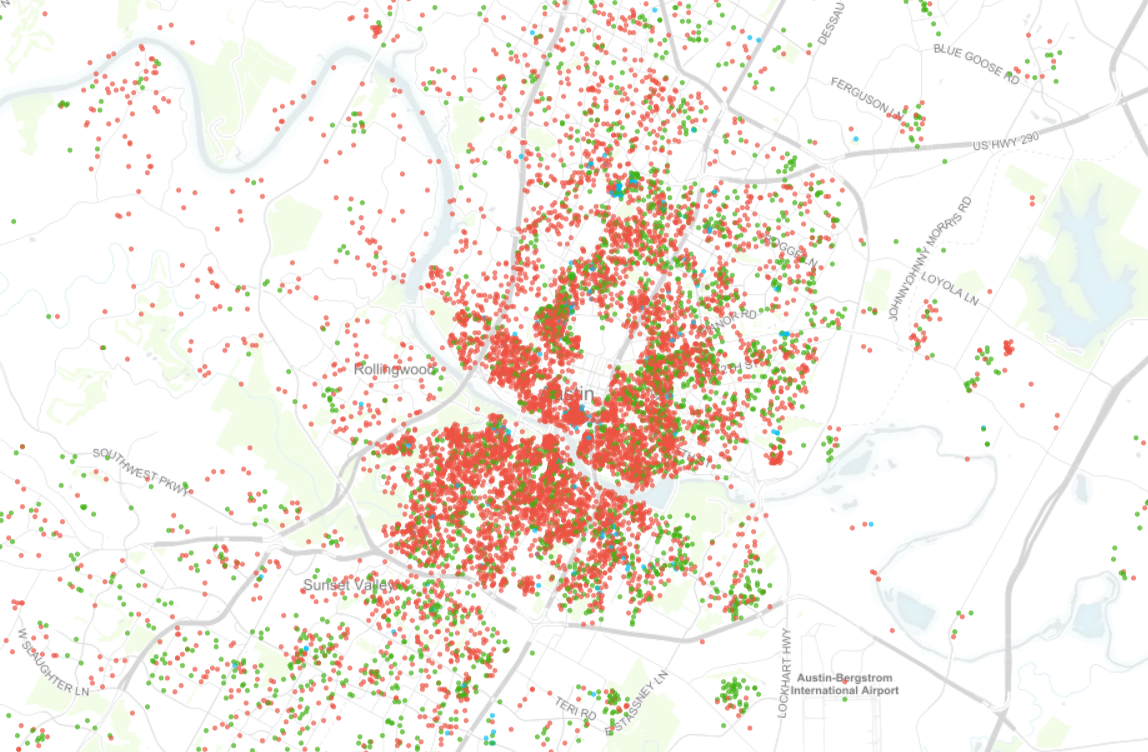 DESSAU
BLUE GOOSE RD
FERGUSON LN
US HWY 290
JOHNNY MORRIS RD
LOYOLA LN
Rollingwood
SOUTHWEST PKWY
Sunset Valley
W SLAUGHTER LN
TERI RD
E STASSNEY LN
LOCKHART HWY
Austin-Bergstrom
International Airport